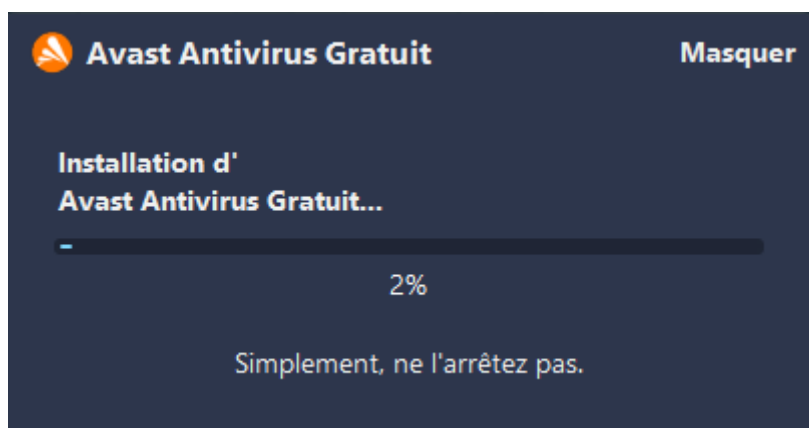 Avast Antivirus Gratuit
Masquer
Installation d'
Avast Antivirus Gratuit...
2%
Simplement, ne l'arrêtez pas.